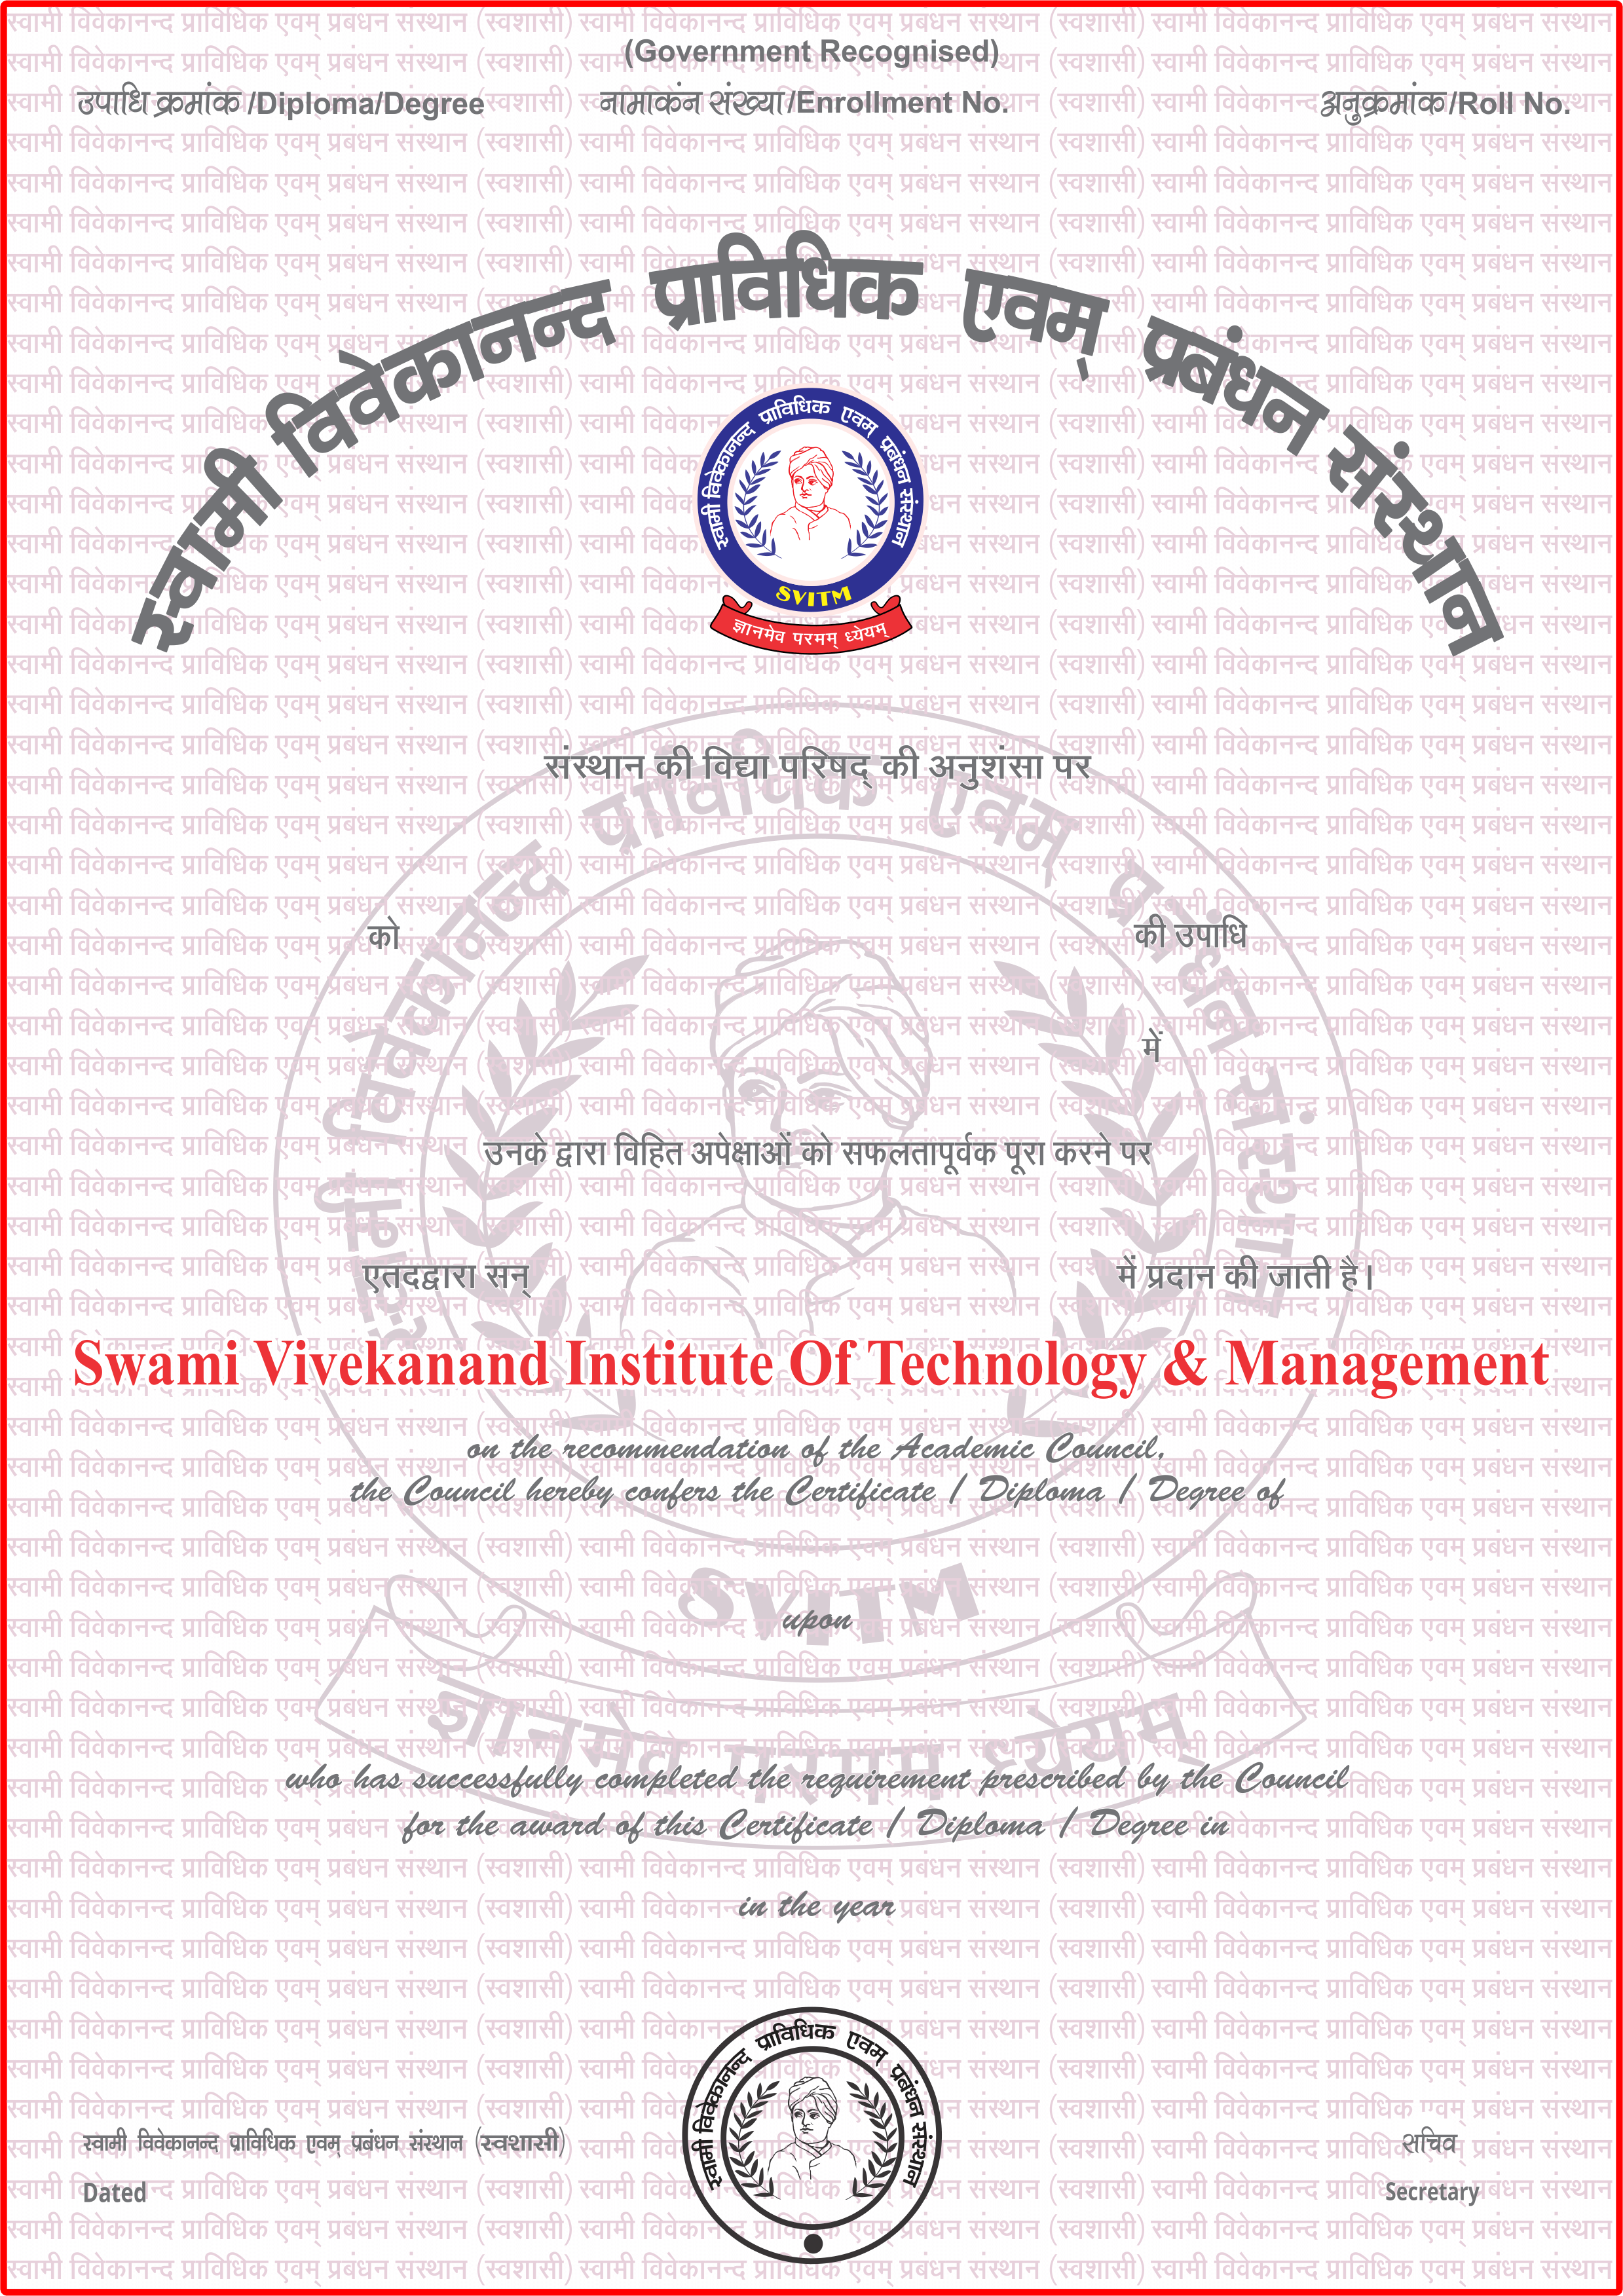 (Government Recognised)
उपाधि क्रमांक /Diploma/Degree नामाकंन संख्या/Enrollment No. अनुक्रमांक/Roll No.
स्वामी विवेकानन्द प्राविधिक एवम् प्रबंधन संस्थान
स्वामी विवेकानन्द प्राविधिक एवम् प्रबंधन संस्थान
SVITM
ज्ञानमेव परमम् ध्येयम्
संस्थान की विद्या परिषद् की अनुशंसा पर
को की उपाधि
में
उनके द्वारा विहित अपेक्षाओं को सफलतापूर्वक पूरा करने पर
एतदद्वारा सन् में प्रदान की जाती है।
Swami Vivekanand Institute Of Technology & Management
on the recommendation of the Academic Council,
the Council hereby confers the Certificate / Diploma / Degree of
SVITM
upon
ज्ञानमेव परमम् ध्येयम्
who has successfully completed the requirement prescribed by the Council
for the award of this Certificate / Diploma / Degree in
in the year
स्वामी विवेकानन्द प्राविधिक एवम् प्रबंधन संस्थान
स्वामी विवेकानन्द प्राविधिक एवम् प्रबंधन संस्थान (स्वशासी) सचिव
Dated Secretary